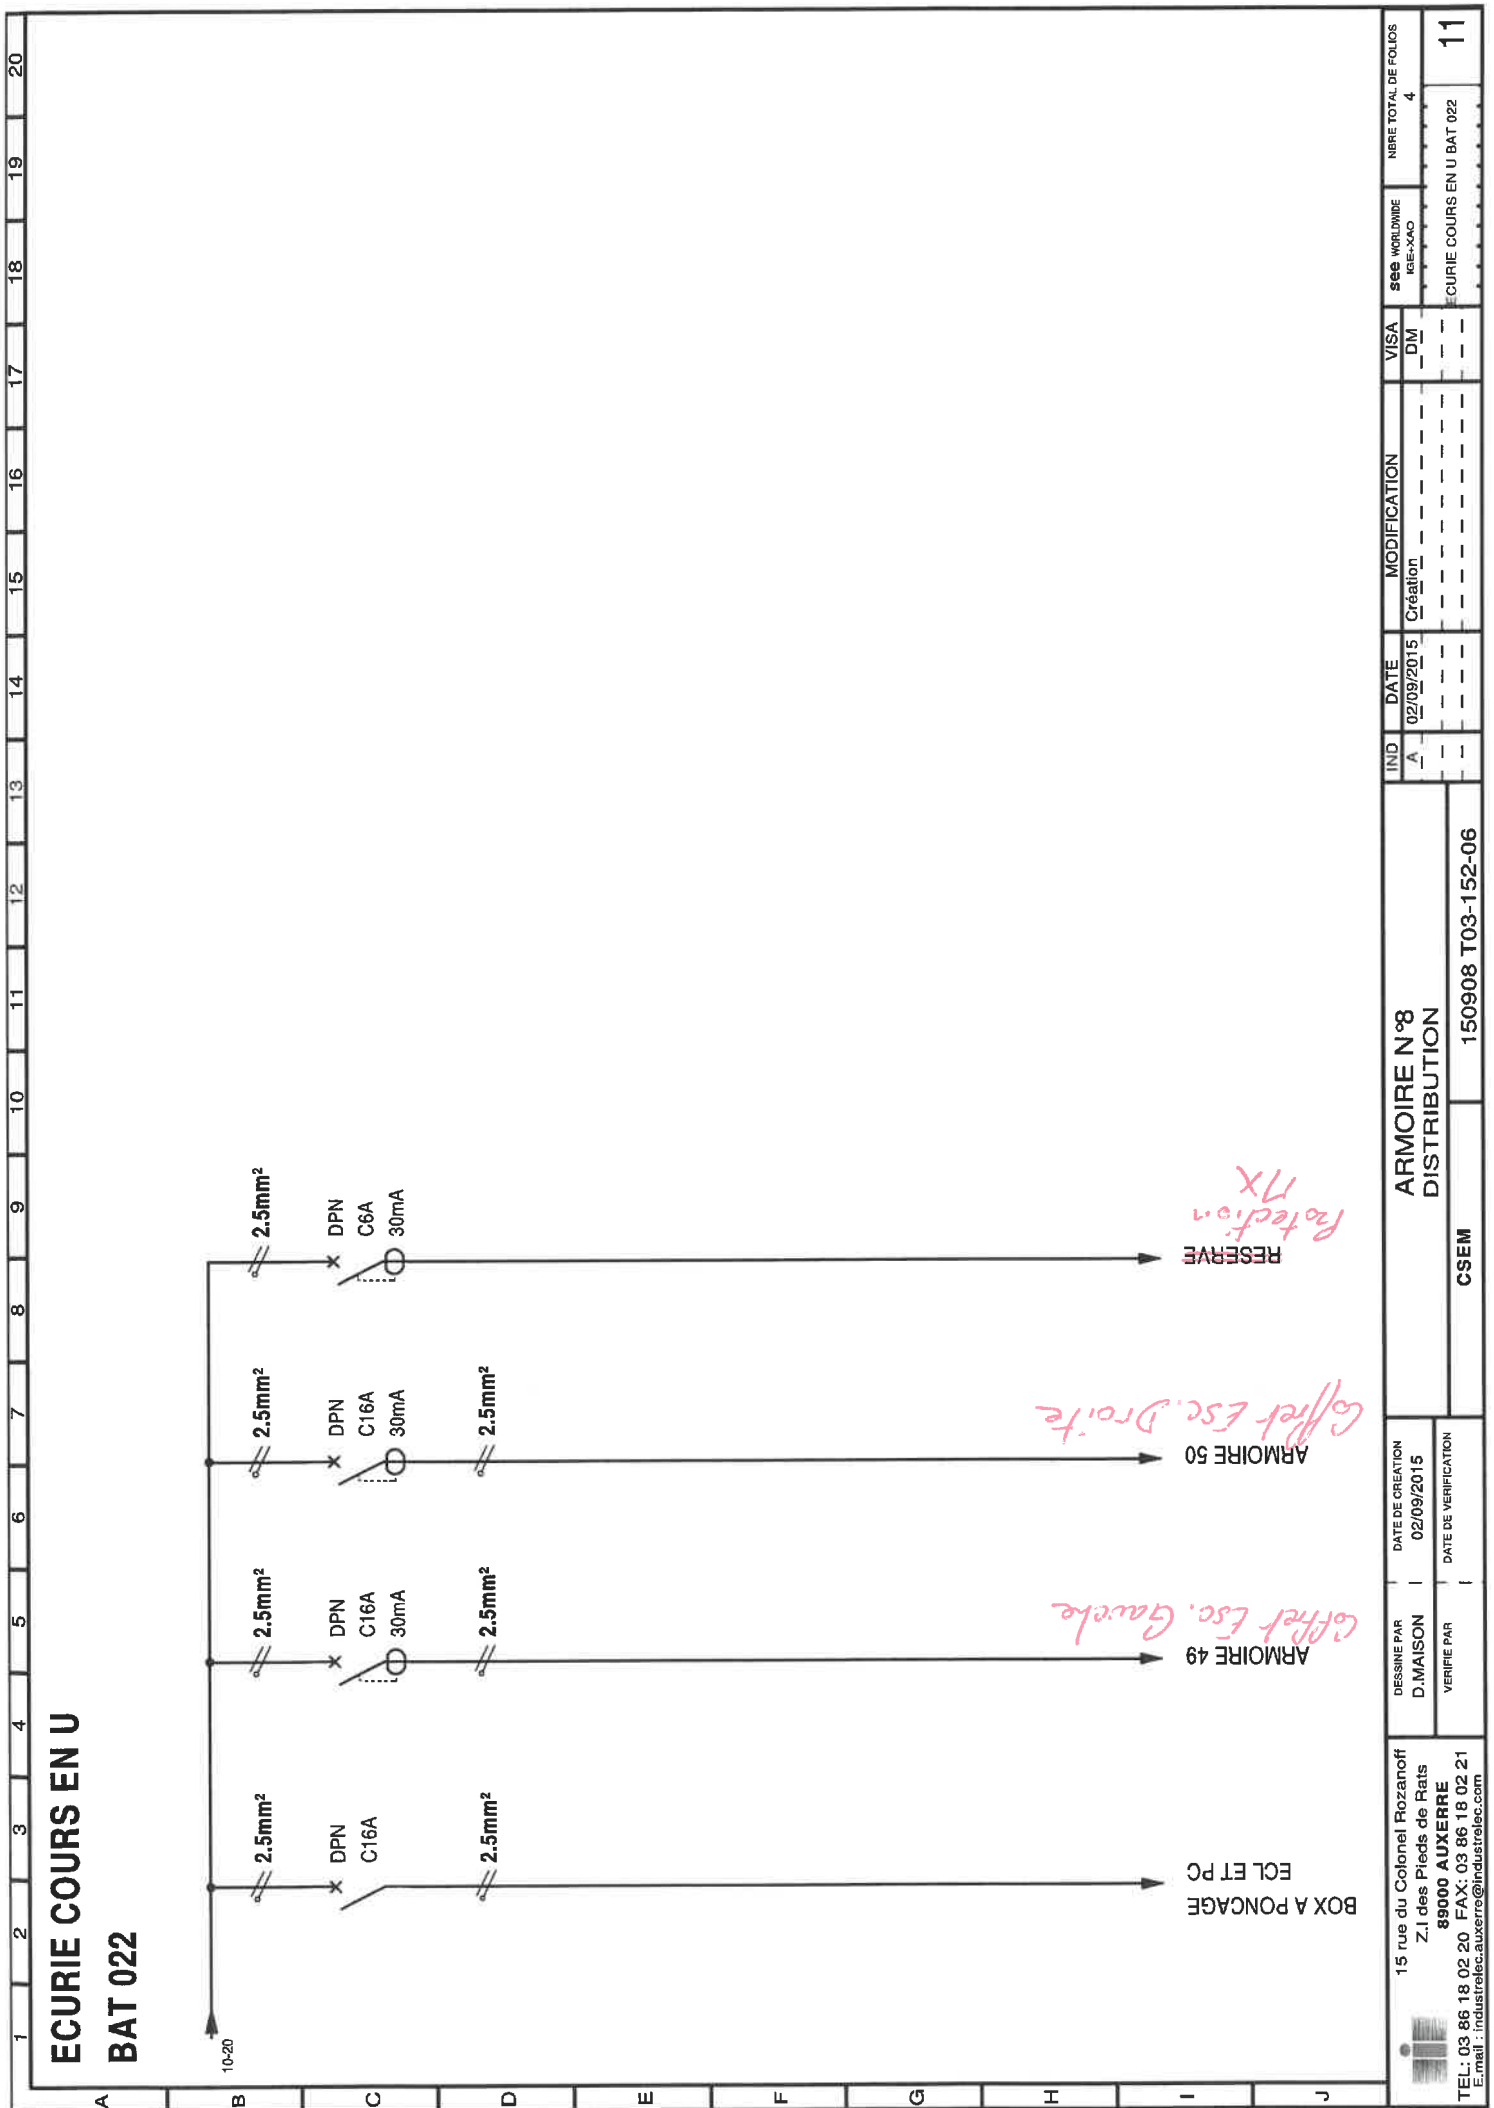 1 2 3 4 5 6 7 8 9 10 11 12 13 14 15 16 17 18 19 20
A
B
C
D
E
F
G
H
I
J
ECURIE COURS EN U
BAT 022
10-20
2.5mm²
DPN
C16A
2.5mm²
BOX A PONCAGE
ECL ET PC
2.5mm²
DPN
C16A
30mA
2.5mm²
ARMOIRE 49
Coffret Esc. Gauche
2.5mm²
DPN
C16A
30mA
2.5mm²
ARMOIRE 50
Coffret Esc. Droite
2.5mm²
DPN
C6A
30mA
RESERVE
Protection
MX
15 rue du Colonel Rozanoff
Z.I des Pieds de Rats
89000 AUXERRE
TEL: 03 86 18 02 20 FAX: 03 86 18 02 21
E.mail : industrelec.auxerre@industrelec.com
DESSINE PAR
D.MAISON
DATE DE CREATION
02/09/2015
VERIFIE PAR
DATE DE VERIFICATION
ARMOIRE N°8
DISTRIBUTION
CSEM
150908 T03-152-06
IND DATE MODIFICATION VISA
A 02/09/2015 Création DM
see WORLDWIDE
IGE+XAO
NBRE TOTAL DE FOLIOS
4
ECURIE COURS EN U BAT 022
11